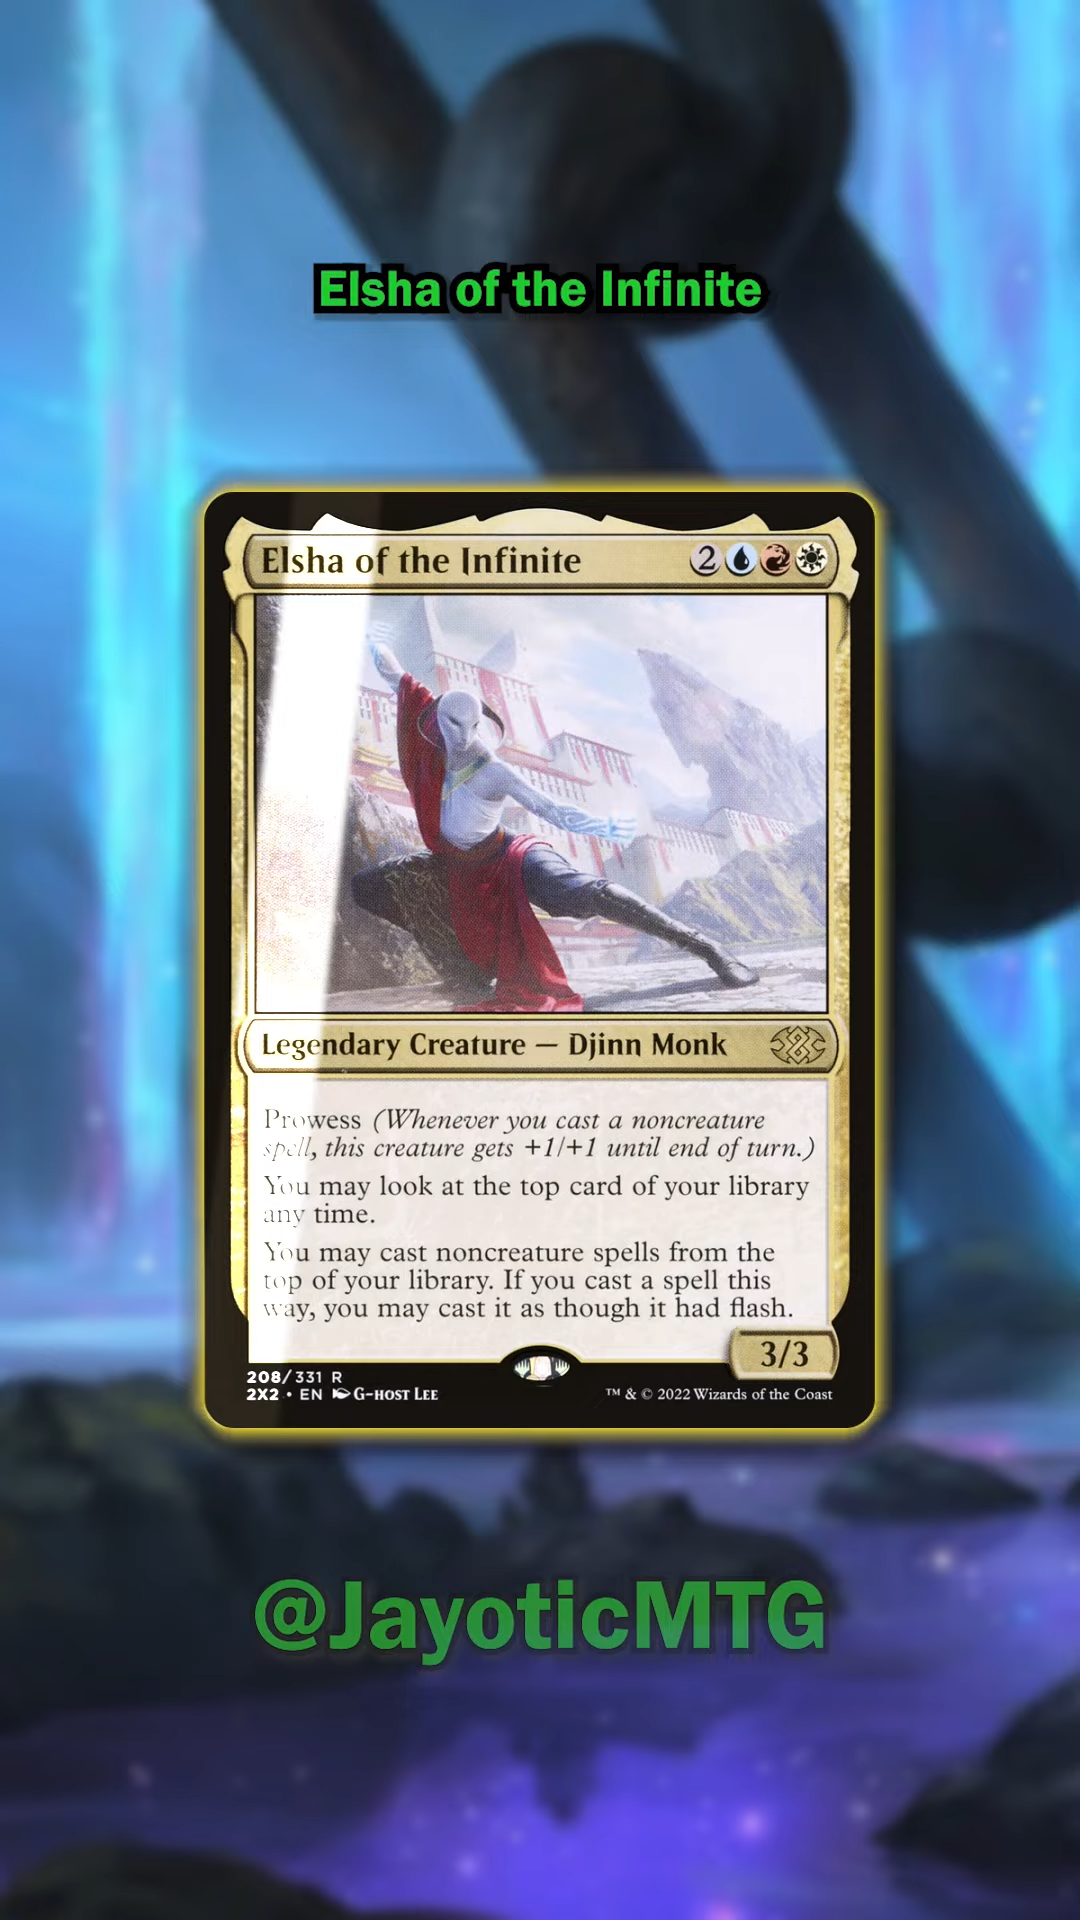 Elsha of the Infinite
Elsha of the Infinite 2
Legendary Creature — Djinn Monk
Prowess (Whenever you cast a noncreature
spell, this creature gets +1/+1 until end of turn.)
You may look at the top card of your library
any time.
You may cast noncreature spells from the
top of your library. If you cast a spell this
way, you may cast it as though it had flash.
3/3
208/331 R
2X2 • EN G-HOST LEE
™ & © 2022 Wizards of the Coast
@JayoticMTG